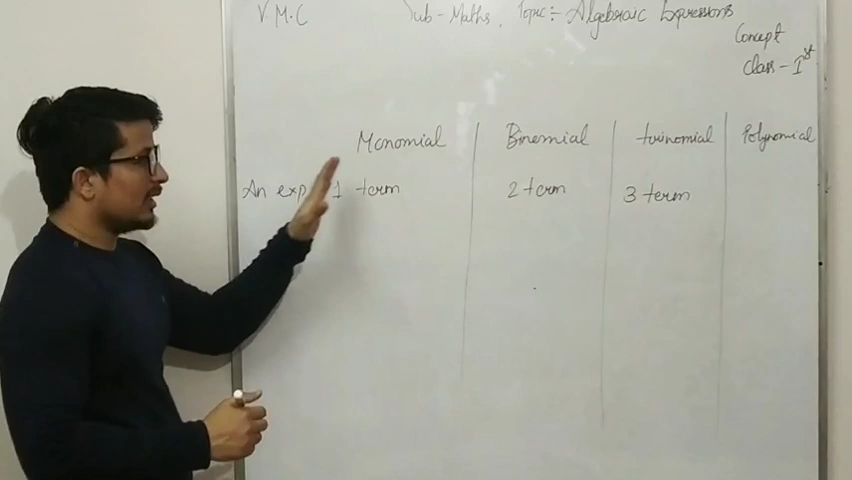 V.M.C Sub-Maths, Topic:- Algebraic Expressions
Concept
Class-Ist
Monomial Binomial trinomial Polynomial
An exp 1 term 2 term 3 term